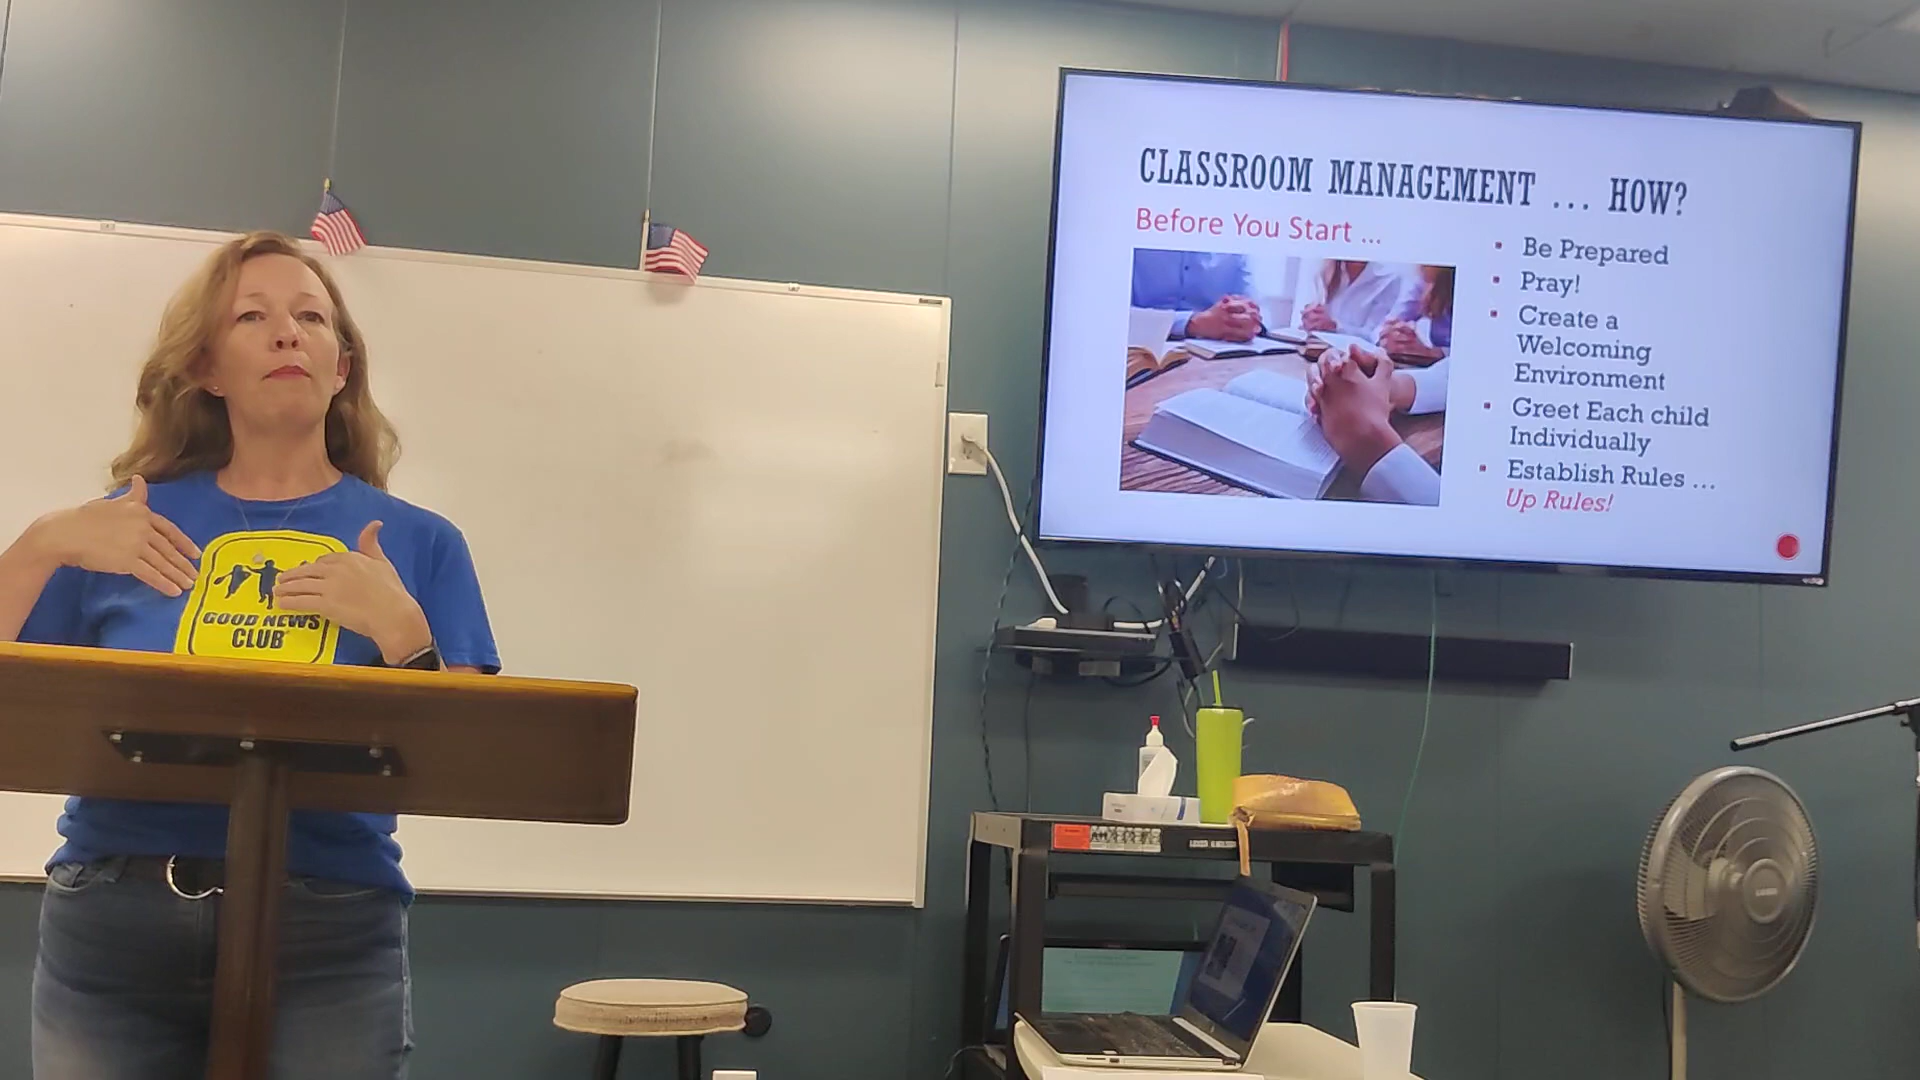 CLASSROOM MANAGEMENT ... HOW?
Before You Start ...
Be Prepared
Pray!
Create a
Welcoming
Environment
Greet Each child
Individually
Establish Rules ...
Up Rules!
GOOD NEWS
CLUB